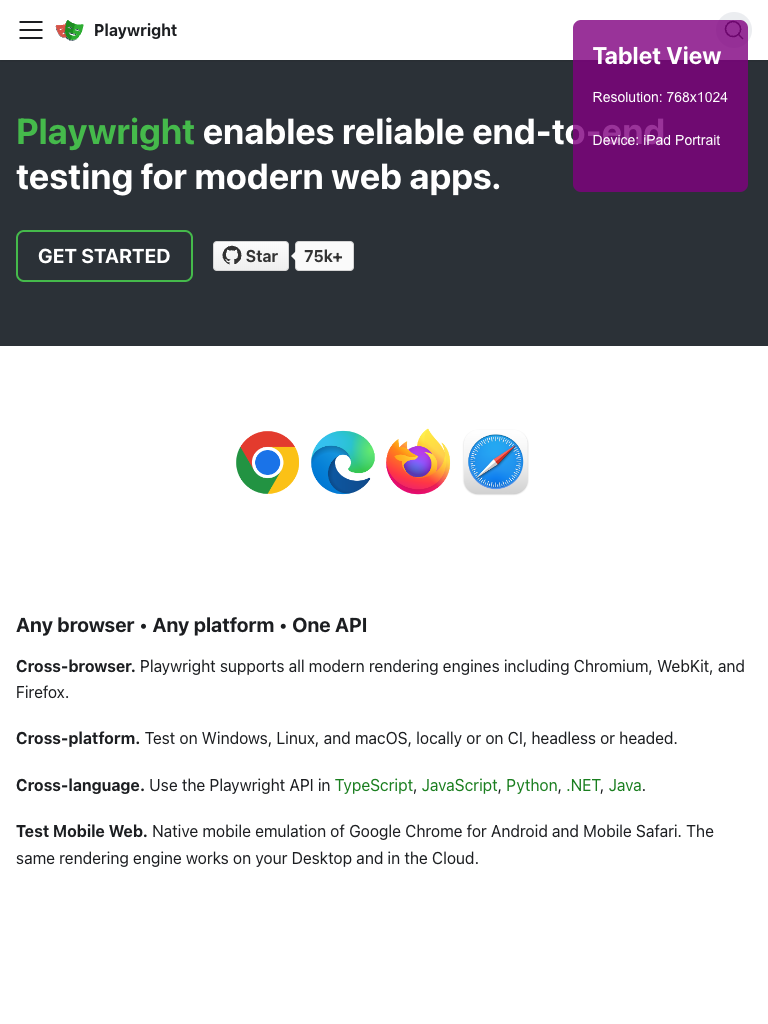 Playwright
Tablet View
Resolution: 768x1024
Device: iPad Portrait
Playwright enables reliable end-to-end
testing for modern web apps.
GET STARTED
Star
75k+
Any browser • Any platform • One API
Cross-browser. Playwright supports all modern rendering engines including Chromium, WebKit, and
Firefox.
Cross-platform. Test on Windows, Linux, and macOS, locally or on CI, headless or headed.
Cross-language. Use the Playwright API in TypeScript, JavaScript, Python, .NET, Java.
Test Mobile Web. Native mobile emulation of Google Chrome for Android and Mobile Safari. The
same rendering engine works on your Desktop and in the Cloud.